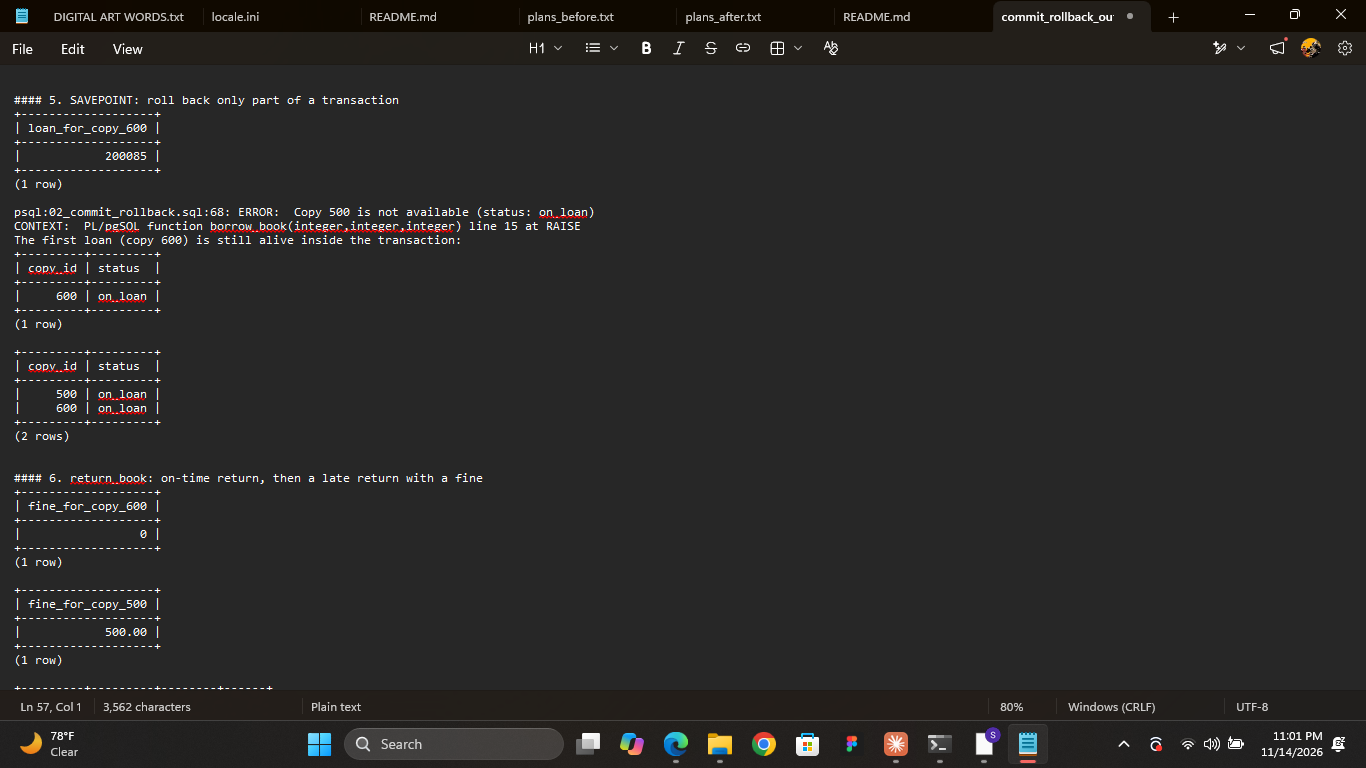 DIGITAL ART WORDS.txt
locale.ini
README.md
plans_before.txt
plans_after.txt
README.md
commit_rollback_ou
File
Edit
View
H1
#### 5. SAVEPOINT: roll back only part of a transaction
+-------------------+
| loan_for_copy_600 |
+-------------------+
|            200085 |
+-------------------+
(1 row)
psql:02_commit_rollback.sql:68: ERROR:  Copy 500 is not available (status: on_loan)
CONTEXT:  PL/pgSQL function borrow_book(integer,integer,integer) line 15 at RAISE
The first loan (copy 600) is still alive inside the transaction:
+---------+---------+
| copy_id | status  |
+---------+---------+
|     600 | on_loan |
+---------+---------+
(1 row)
+---------+---------+
| copy_id | status  |
+---------+---------+
|     500 | on_loan |
|     600 | on_loan |
+---------+---------+
(2 rows)
#### 6. return_book: on-time return, then a late return with a fine
+-------------------+
| fine_for_copy_600 |
+-------------------+
|                 0 |
+-------------------+
(1 row)
+-------------------+
| fine_for_copy_500 |
+-------------------+
|            500.00 |
+-------------------+
(1 row)
+---------+---------+--------+------+
Ln 57, Col 1
3,562 characters
Plain text
80%
Windows (CRLF)
UTF-8
78°F
Clear
Search
S
11:01 PM
11/14/2026